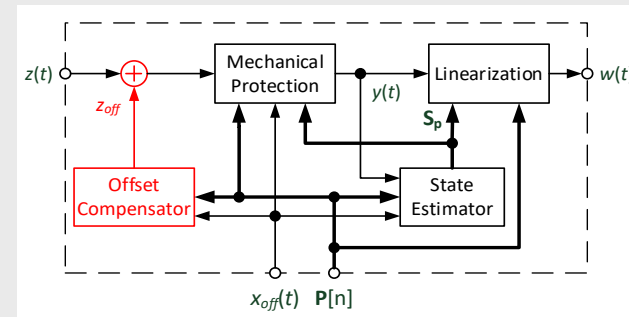 Mechanical
Protection
Linearization
z(t)
+
w(t
y(t)
z_off
S_p
Offset
Compensator
State
Estimator
x_off(t) P[n]